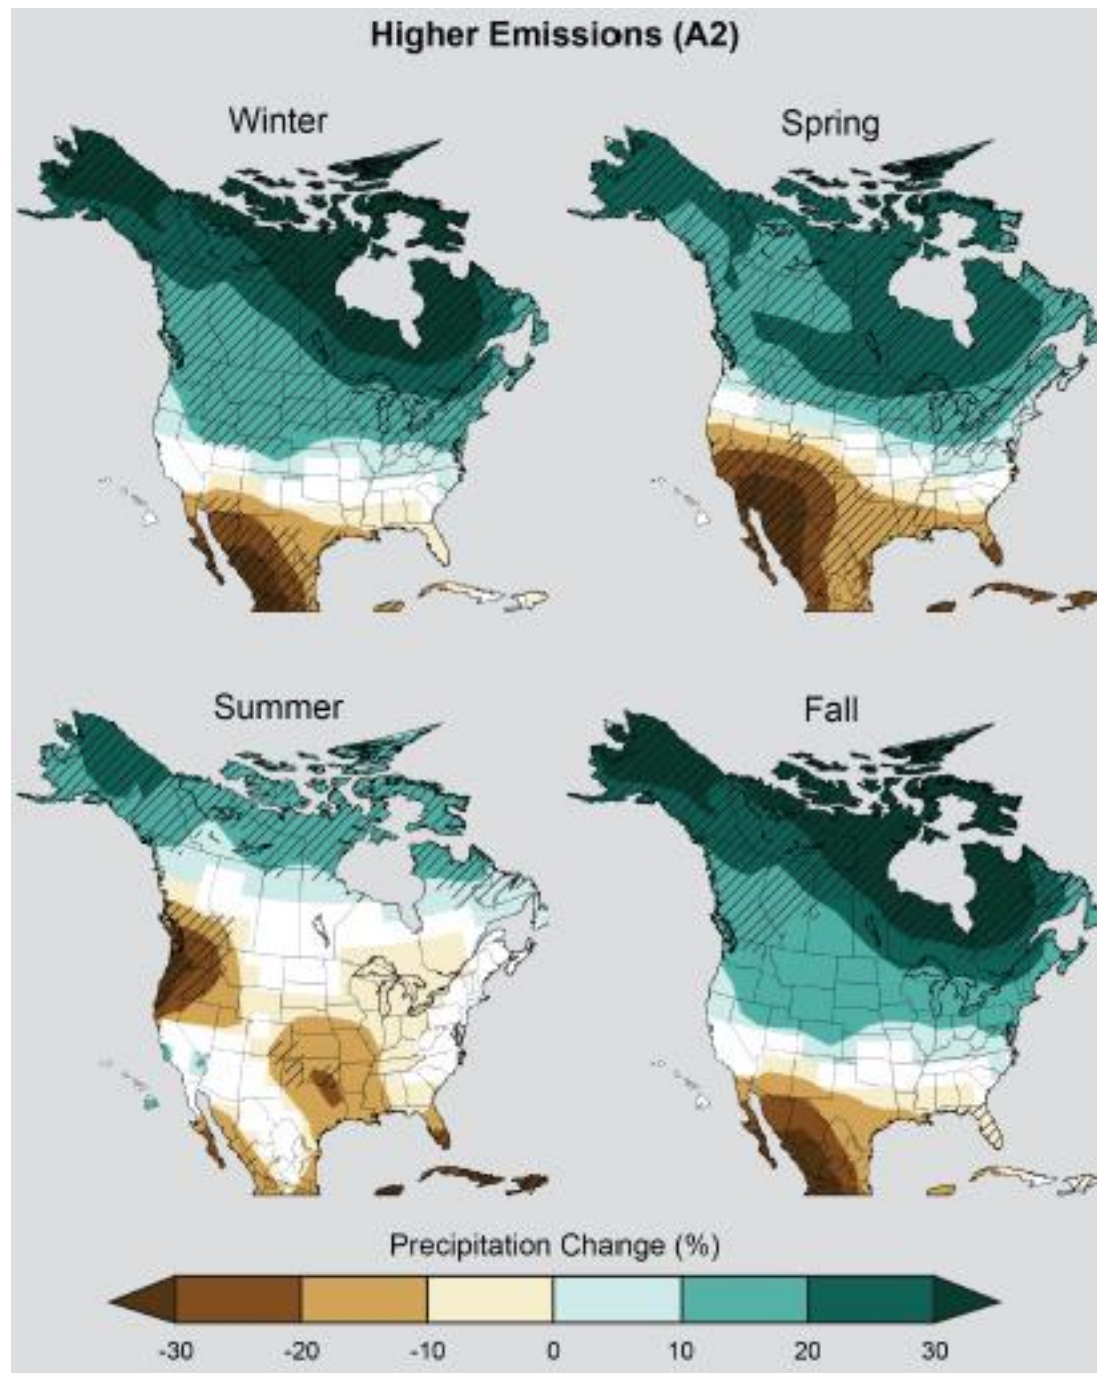 Higher Emissions (A2)
Winter
Spring
Summer
Fall
Precipitation Change (%)
-30 -20 -10 0 10 20 30